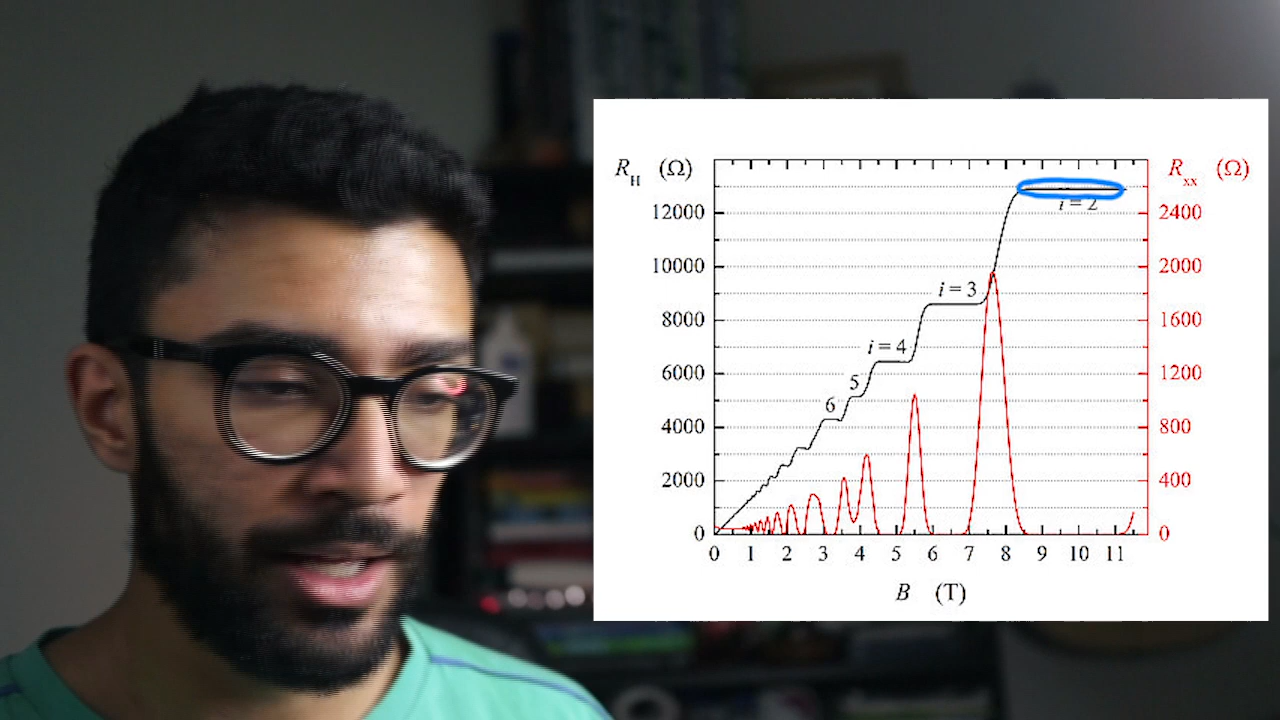 R_H (Ω)
R_xx (Ω)
i = 2
12000
2400
10000
2000
i = 3
8000
1600
i = 4
6000
1200
5
6
4000
800
2000
400
0
0
0 1 2 3 4 5 6 7 8 9 10 11
B (T)